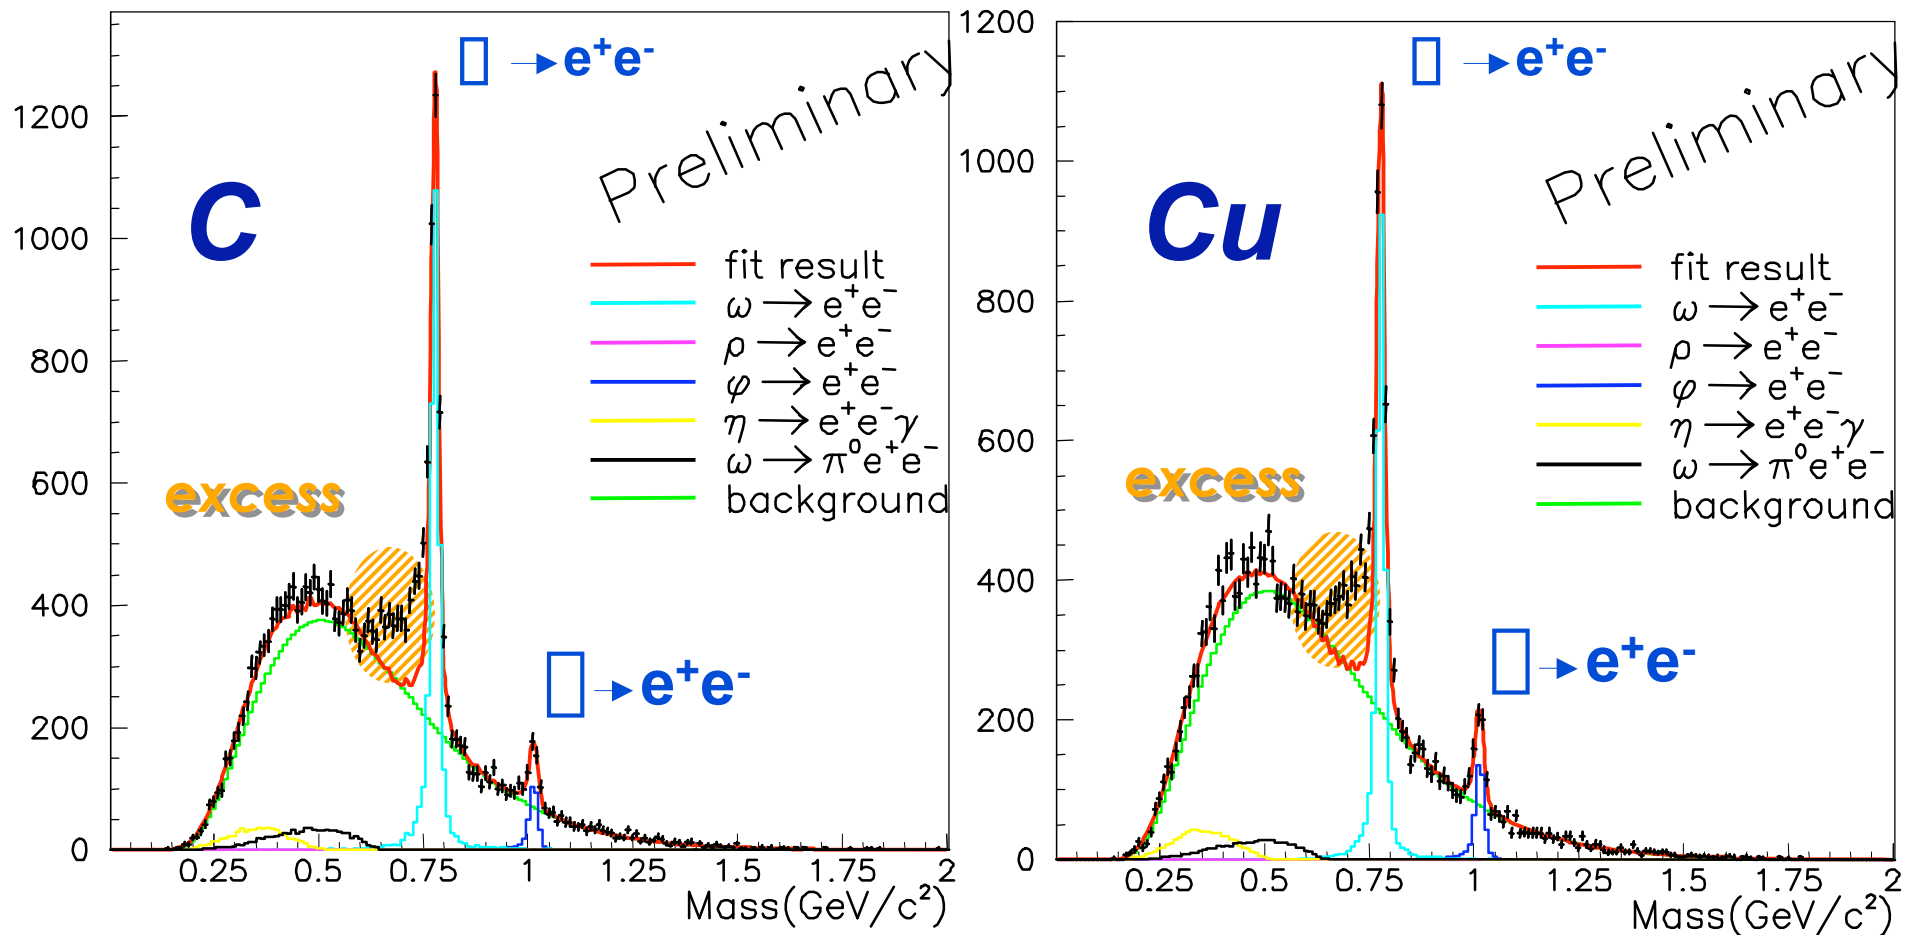 ▯ → e⁺e⁻
Preliminary
C
1200
1000
800
600
400
200
0
fit result
ω → e⁺e⁻
ρ → e⁺e⁻
φ → e⁺e⁻
η → e⁺e⁻γ
ω → π⁰e⁺e⁻
background
excess
▯ → e⁺e⁻
0.25 0.5 0.75 1 1.25 1.5 1.75 2
Mass(GeV/c²)
▯ → e⁺e⁻
Preliminary
Cu
1200
1000
800
600
400
200
0
fit result
ω → e⁺e⁻
ρ → e⁺e⁻
φ → e⁺e⁻
η → e⁺e⁻γ
ω → π⁰e⁺e⁻
background
excess
▯ → e⁺e⁻
0.25 0.5 0.75 1 1.25 1.5 1.75 2
Mass(GeV/c²)